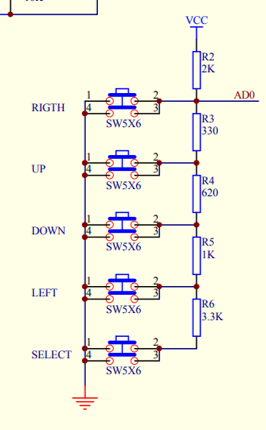 VCC
R2
2K
1
2
AD0
RIGTH
4
3
R3
330
SW5X6
1
2
UP
4
3
R4
620
SW5X6
1
2
DOWN
4
3
R5
1K
SW5X6
1
2
LEFT
4
3
R6
3.3K
SW5X6
1
2
SELECT
4
3
SW5X6